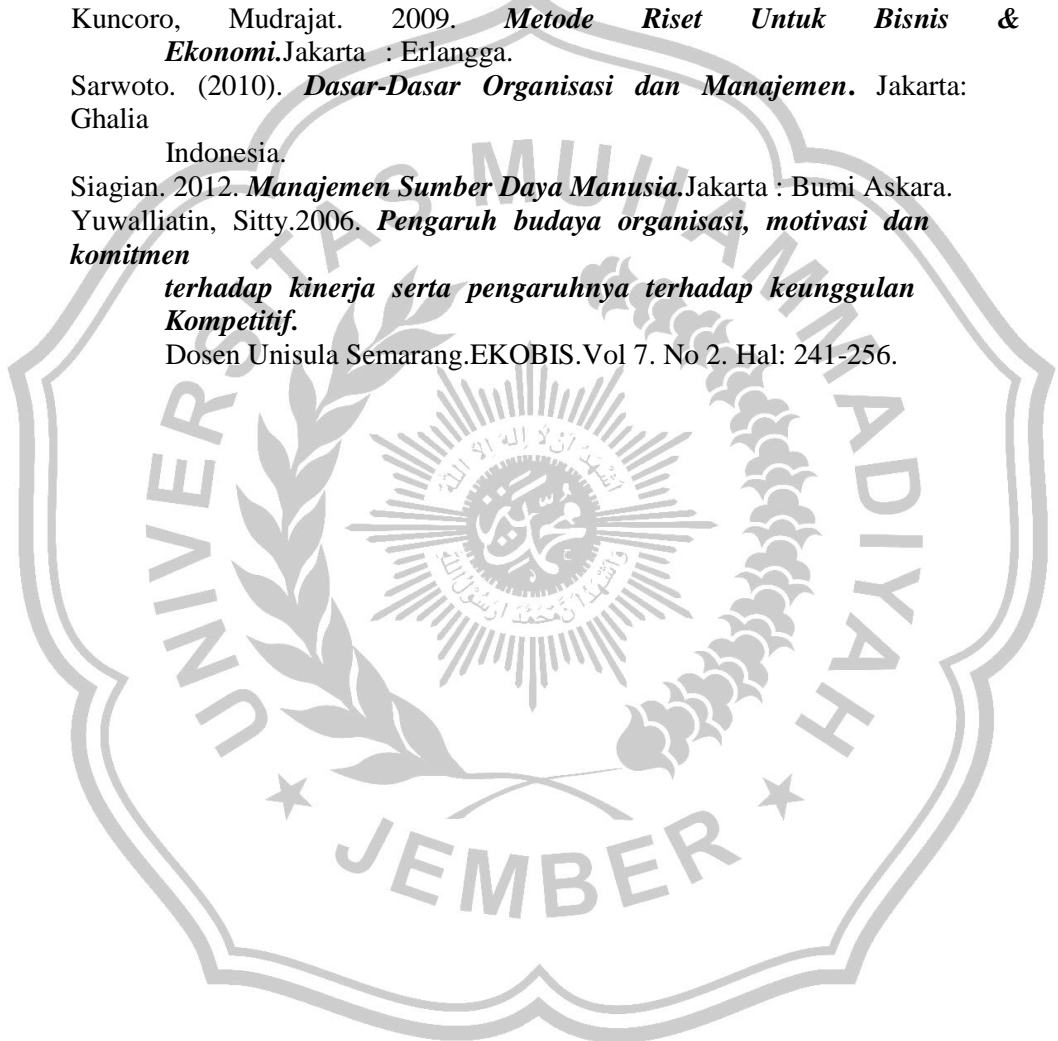 Kuncoro, Mudrajat. 2009. Metode Riset Untuk Bisnis &
Ekonomi.Jakarta : Erlangga.
Sarwoto. (2010). Dasar-Dasar Organisasi dan Manajemen. Jakarta:
Ghalia
Indonesia.
Siagian. 2012. Manajemen Sumber Daya Manusia.Jakarta : Bumi Askara.
Yuwalliatin, Sitty.2006. Pengaruh budaya organisasi, motivasi dan
komitmen
terhadap kinerja serta pengaruhnya terhadap keunggulan
Kompetitif.
Dosen Unisula Semarang.EKOBIS.Vol 7. No 2. Hal: 241-256.
UNIVERSITAS MUHAMMADIYAH
JEMBER